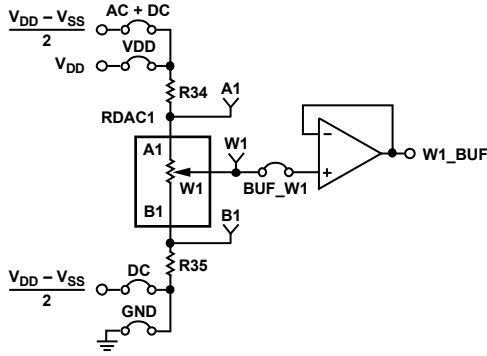 AC + DC
V_DD – V_SS
2
VDD
V_DD
R34
A1
RDAC1
A1
W1
–
W1_BUF
W1
BUF_W1
+
B1
B1
R35
V_DD – V_SS
2
DC
GND